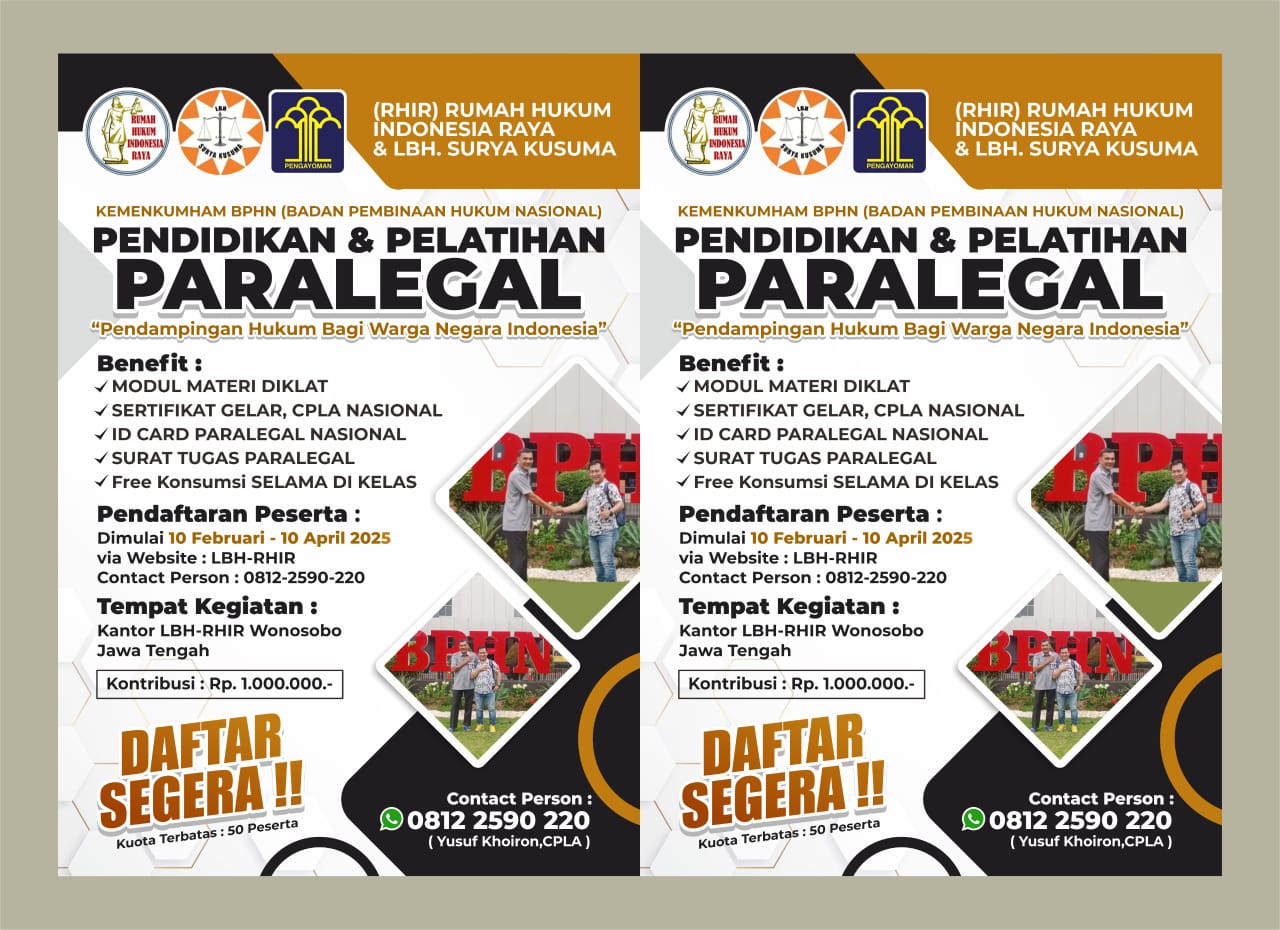 RUMAH
HUKUM
INDONESIA
RAYA
LBH
SURYA KUSUMA
PENGAYOMAN
(RHIR) RUMAH HUKUM
INDONESIA RAYA
& LBH. SURYA KUSUMA
KEMENKUMHAM BPHN (BADAN PEMBINAAN HUKUM NASIONAL)
PENDIDIKAN & PELATIHAN
PARALEGAL
“Pendampingan Hukum Bagi Warga Negara Indonesia”
Benefit :
✓ MODUL MATERI DIKLAT
✓ SERTIFIKAT GELAR, CPLA NASIONAL
✓ ID CARD PARALEGAL NASIONAL
✓ SURAT TUGAS PARALEGAL
✓ Free Konsumsi SELAMA DI KELAS
BPHN
Pendaftaran Peserta :
Dimulai 10 Februari - 10 April 2025
via Website : LBH-RHIR
Contact Person : 0812-2590-220
Tempat Kegiatan :
Kantor LBH-RHIR Wonosobo
Jawa Tengah
BPHN
Kontribusi : Rp. 1.000.000.-
DAFTAR
SEGERA !!
Kuota Terbatas : 50 Peserta
Contact Person :
0812 2590 220
( Yusuf Khoiron,CPLA )
RUMAH
HUKUM
INDONESIA
RAYA
LBH
SURYA KUSUMA
PENGAYOMAN
(RHIR) RUMAH HUKUM
INDONESIA RAYA
& LBH. SURYA KUSUMA
KEMENKUMHAM BPHN (BADAN PEMBINAAN HUKUM NASIONAL)
PENDIDIKAN & PELATIHAN
PARALEGAL
“Pendampingan Hukum Bagi Warga Negara Indonesia”
Benefit :
✓ MODUL MATERI DIKLAT
✓ SERTIFIKAT GELAR, CPLA NASIONAL
✓ ID CARD PARALEGAL NASIONAL
✓ SURAT TUGAS PARALEGAL
✓ Free Konsumsi SELAMA DI KELAS
BPHN
Pendaftaran Peserta :
Dimulai 10 Februari - 10 April 2025
via Website : LBH-RHIR
Contact Person : 0812-2590-220
Tempat Kegiatan :
Kantor LBH-RHIR Wonosobo
Jawa Tengah
BPHN
Kontribusi : Rp. 1.000.000.-
DAFTAR
SEGERA !!
Kuota Terbatas : 50 Peserta
Contact Person :
0812 2590 220
( Yusuf Khoiron,CPLA )